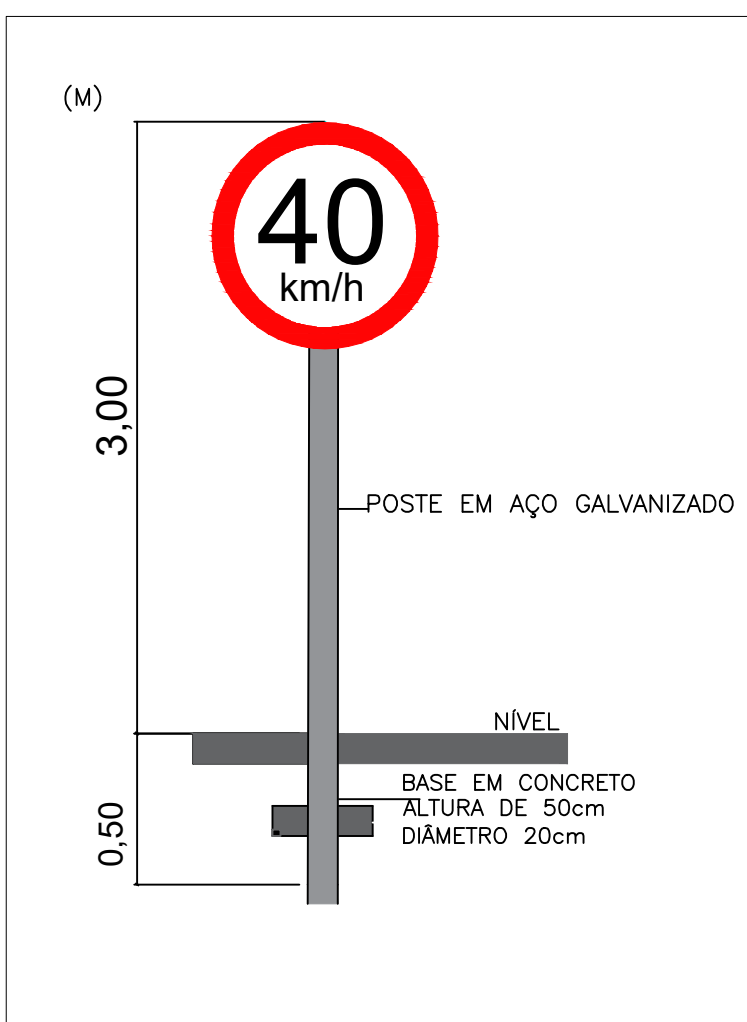 (M)
40
km/h
3,00
POSTE EM AÇO GALVANIZADO
NÍVEL
BASE EM CONCRETO
ALTURA DE 50cm
DIÂMETRO 20cm
0,50